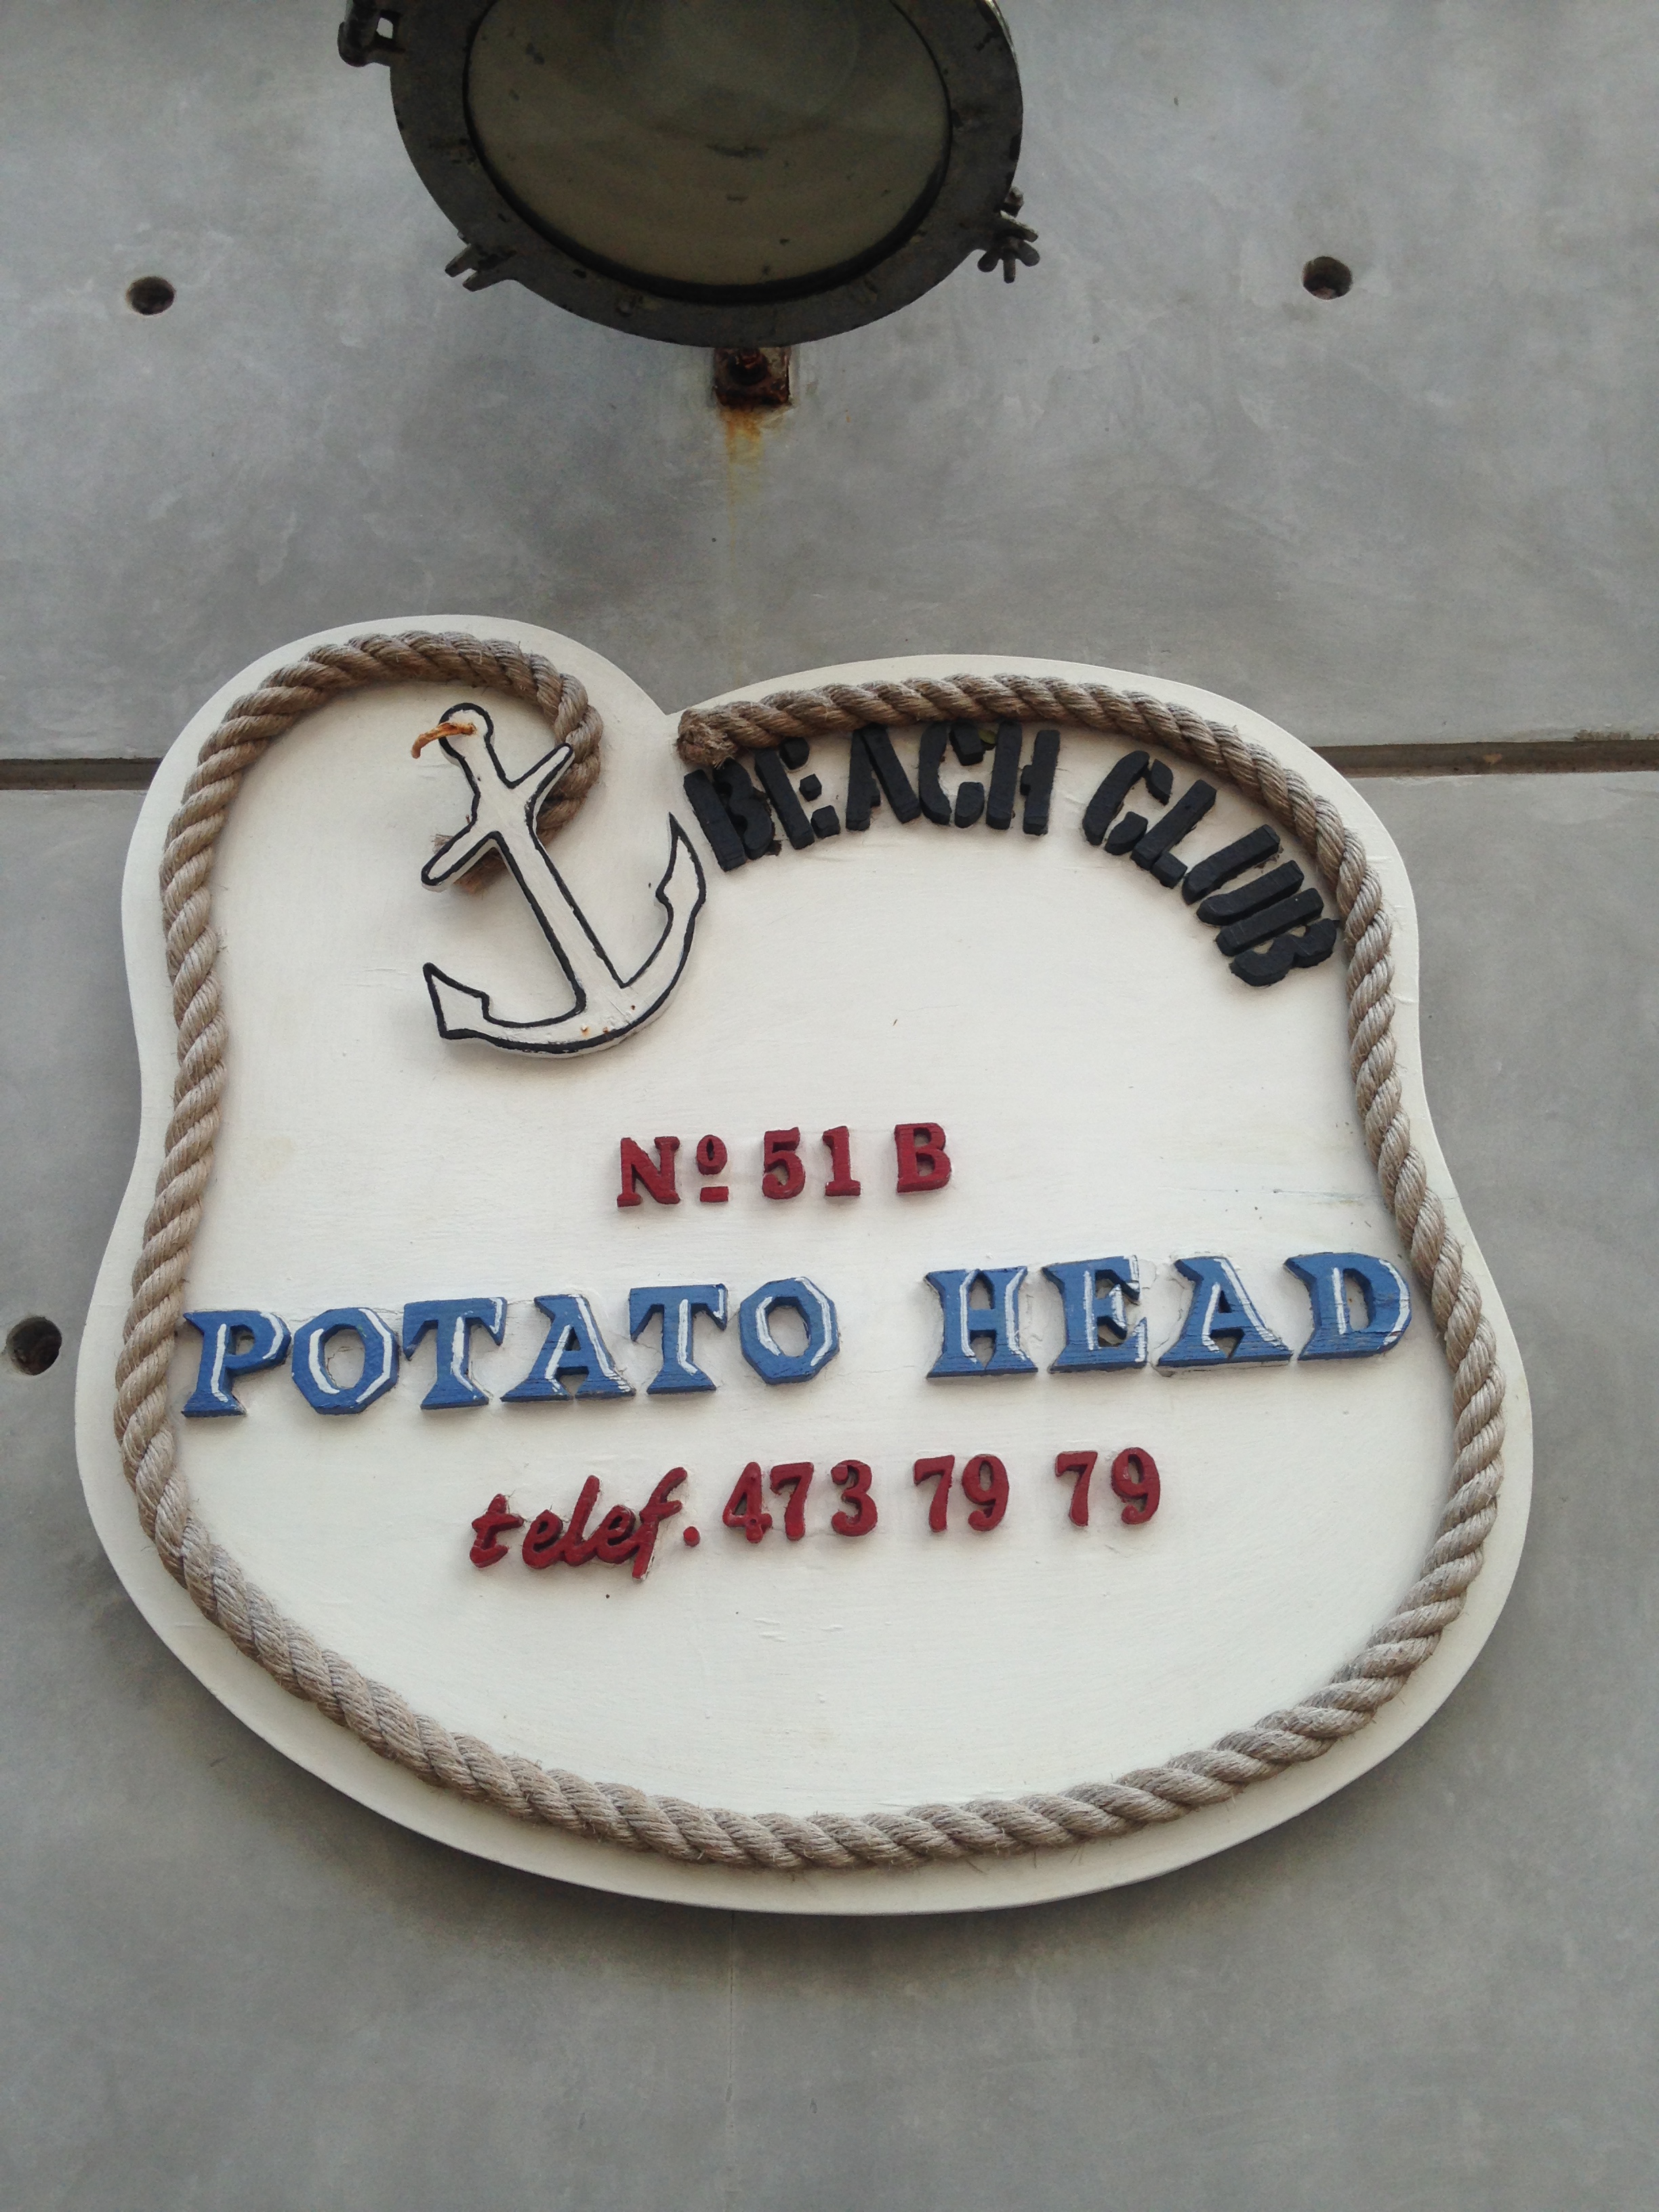 BEACH CLUB
Nº 51 B
POTATO HEAD
telef. 473 79 79